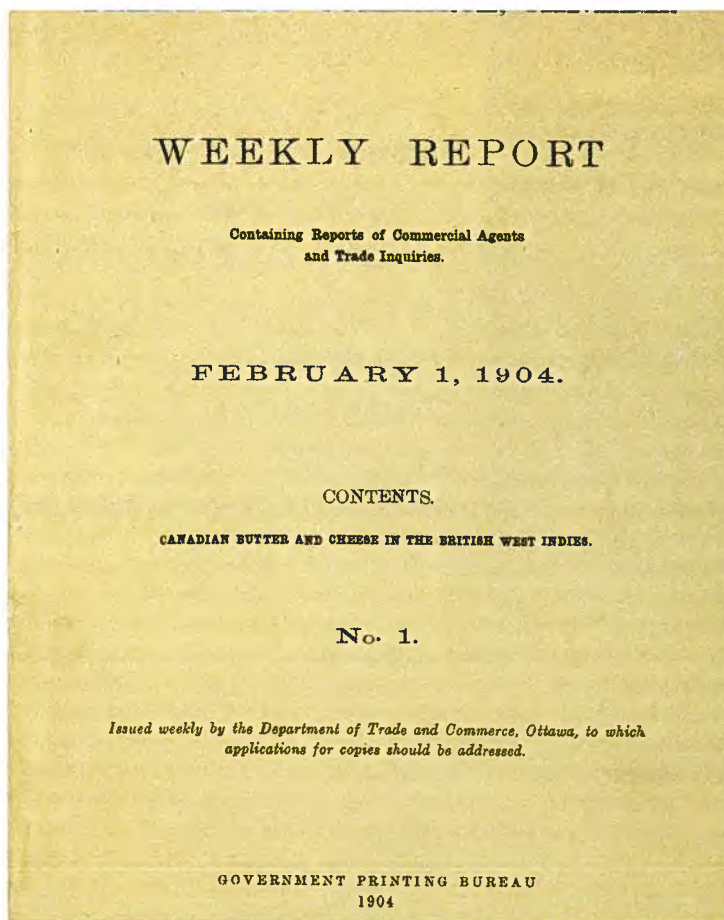 WEEKLY REPORT
Containing Reports of Commercial Agents
and Trade Inquiries.
FEBRUARY 1, 1904.
CONTENTS.
CANADIAN BUTTER AND CHEESE IN THE BRITISH WEST INDIES.
No. 1.
Issued weekly by the Department of Trade and Commerce, Ottawa, to which
applications for copies should be addressed.
GOVERNMENT PRINTING BUREAU
1904